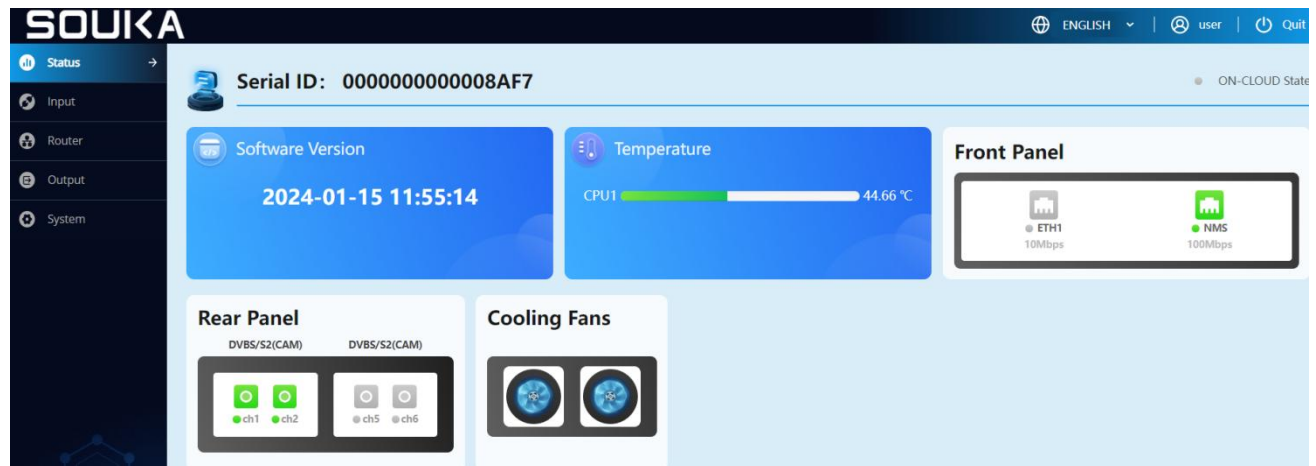 SOUKA
ENGLISH | user | Quit
Status
Input
Router
Output
System
Serial ID: 0000000000008AF7
ON-CLOUD State
Software Version
2024-01-15 11:55:14
Temperature
CPU1 44.66 ℃
Front Panel
ETH1 NMS
10Mbps 100Mbps
Rear Panel
DVBS/S2(CAM) DVBS/S2(CAM)
ch1 ch2 ch5 ch6
Cooling Fans